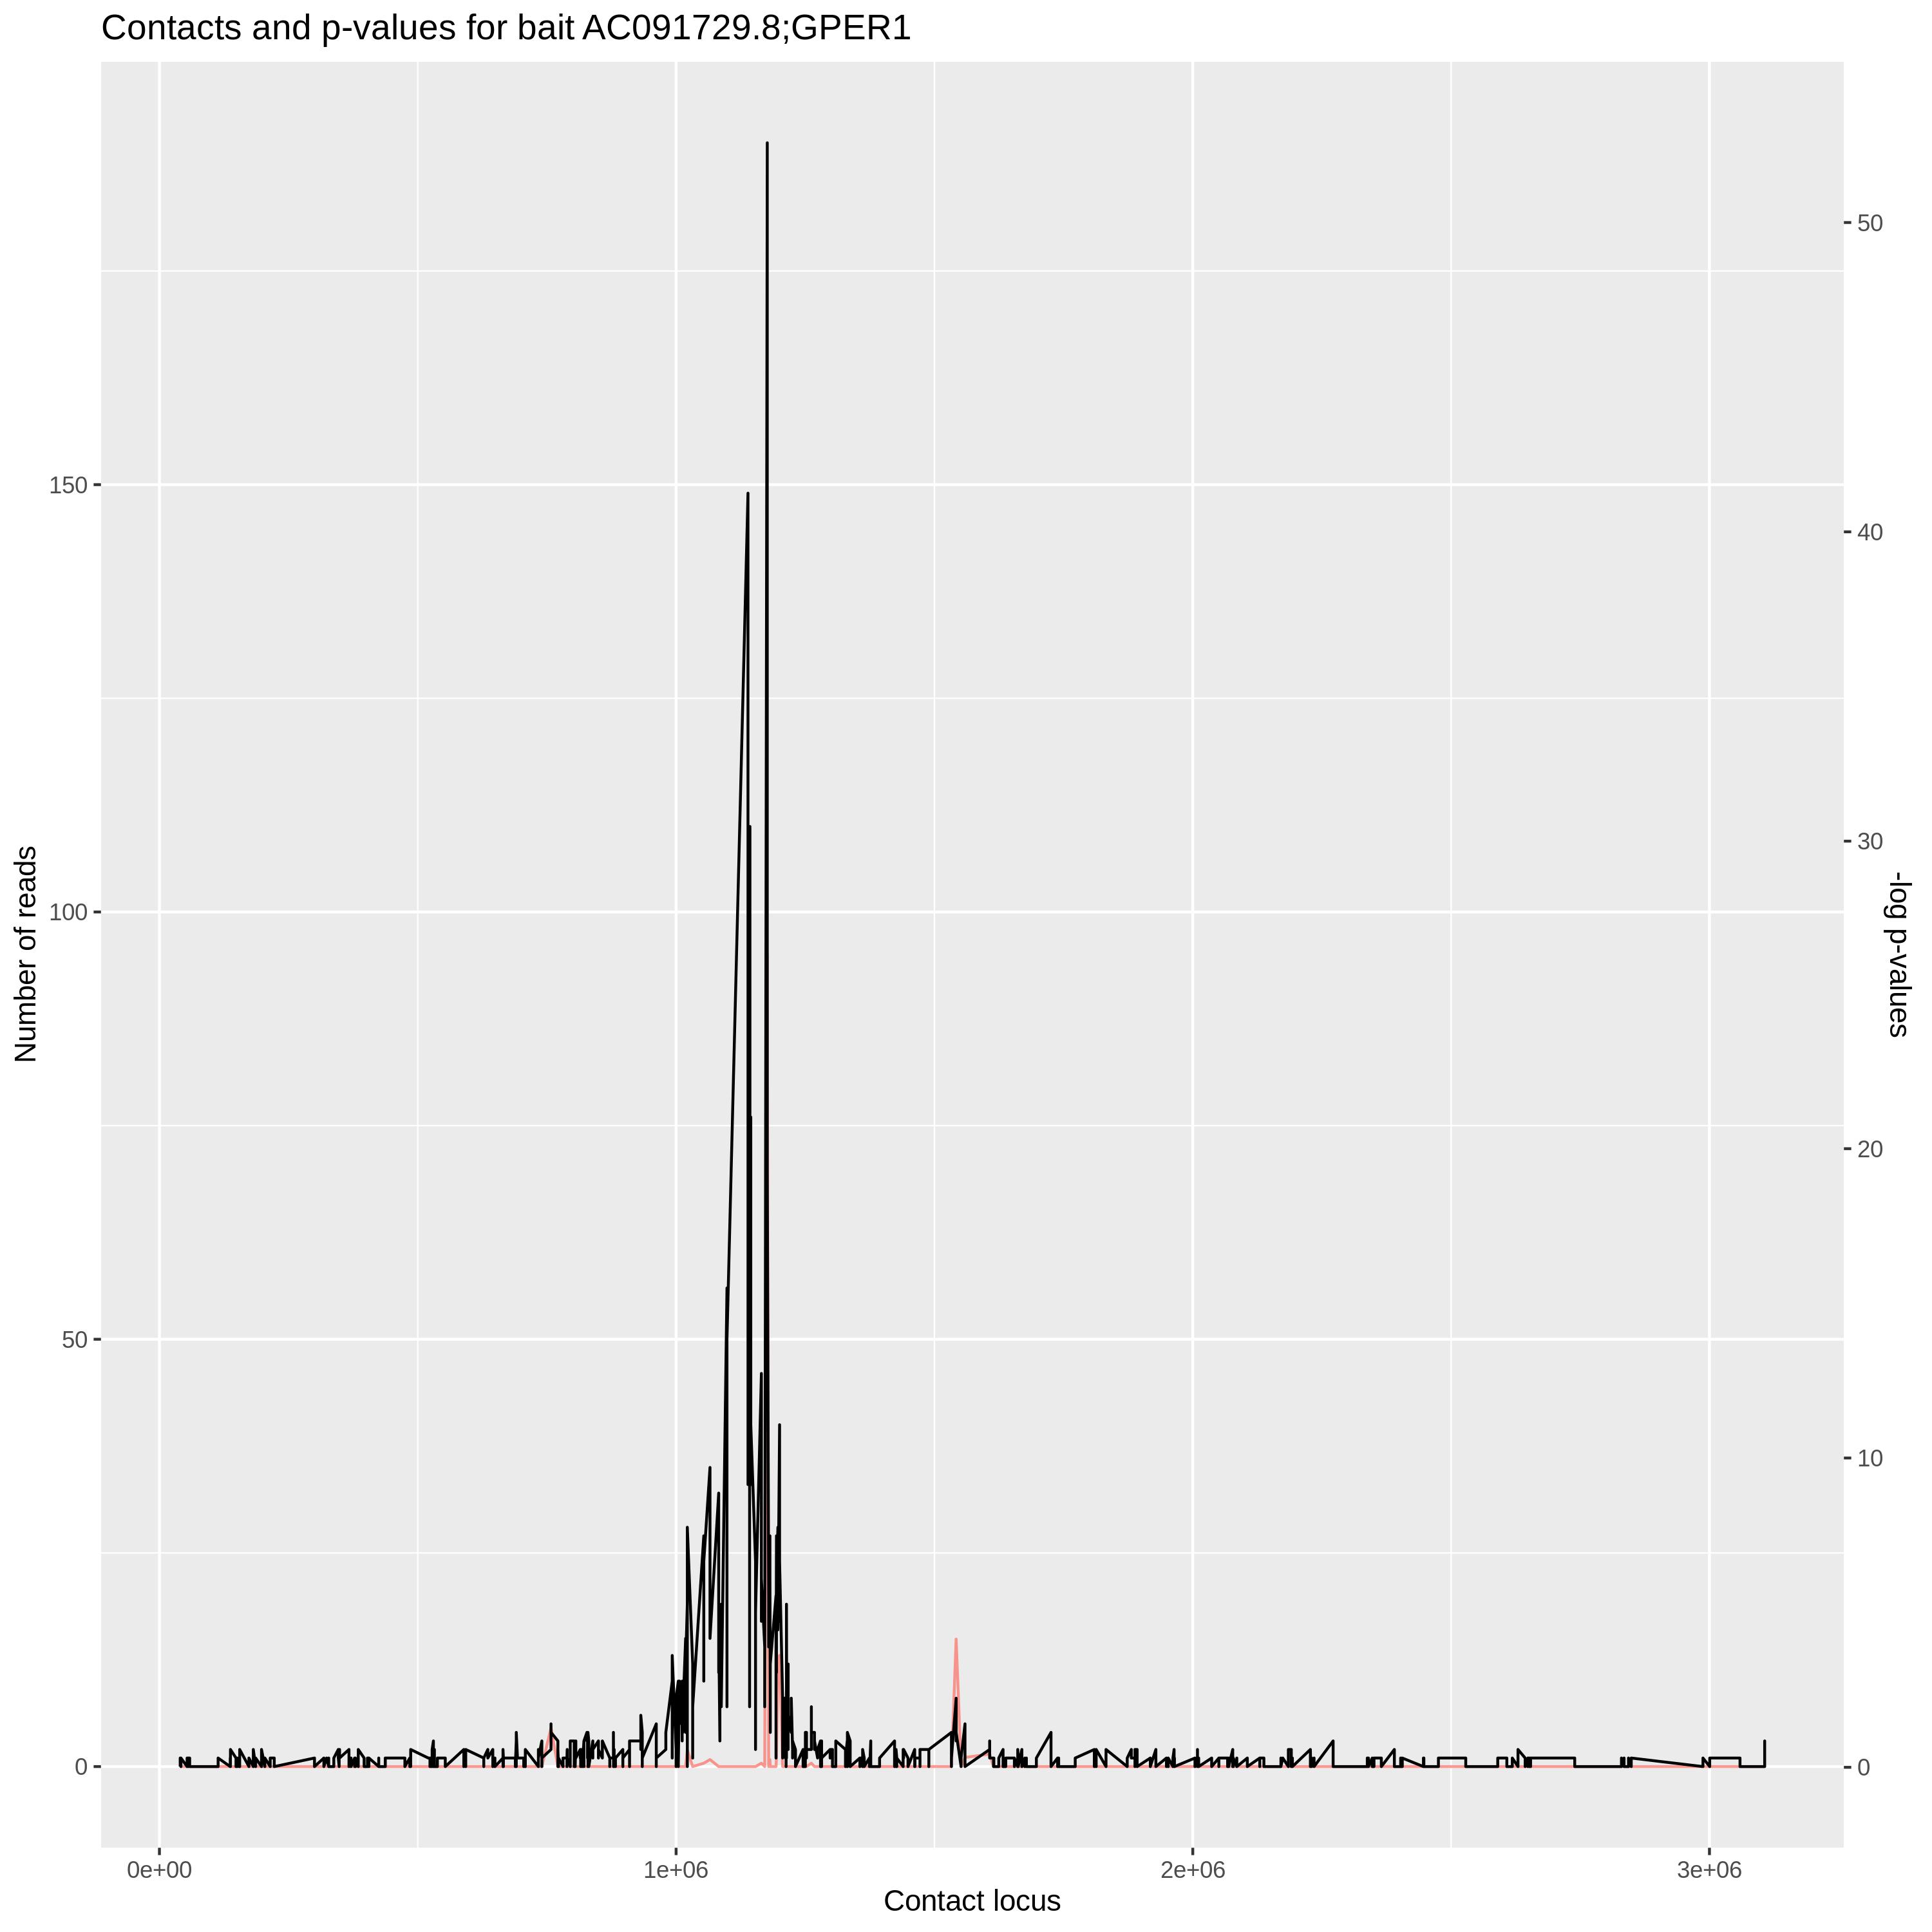 Contacts and p-values for bait AC091729.8;GPER1
Number of reads
150
100
50
0
50
40
30
20
10
0
-log p-values
0e+00 1e+06 2e+06 3e+06
Contact locus